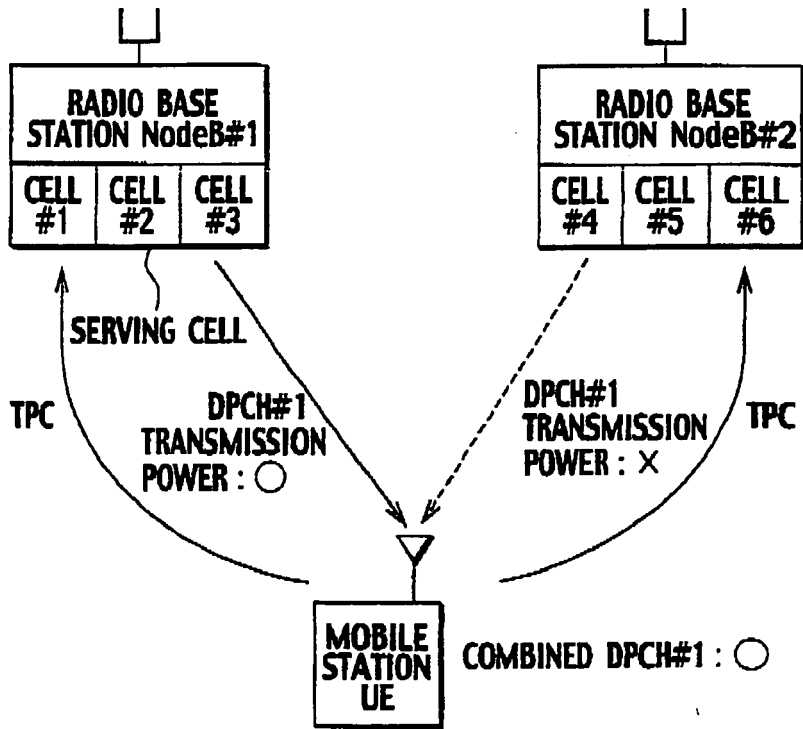 RADIO BASE
STATION NodeB#1
CELL
#1
CELL
#2
CELL
#3
RADIO BASE
STATION NodeB#2
CELL
#4
CELL
#5
CELL
#6
SERVING CELL
TPC
DPCH#1
TRANSMISSION
POWER : ○
DPCH#1
TRANSMISSION
POWER : X
TPC
MOBILE
STATION
UE
COMBINED DPCH#1 : ○